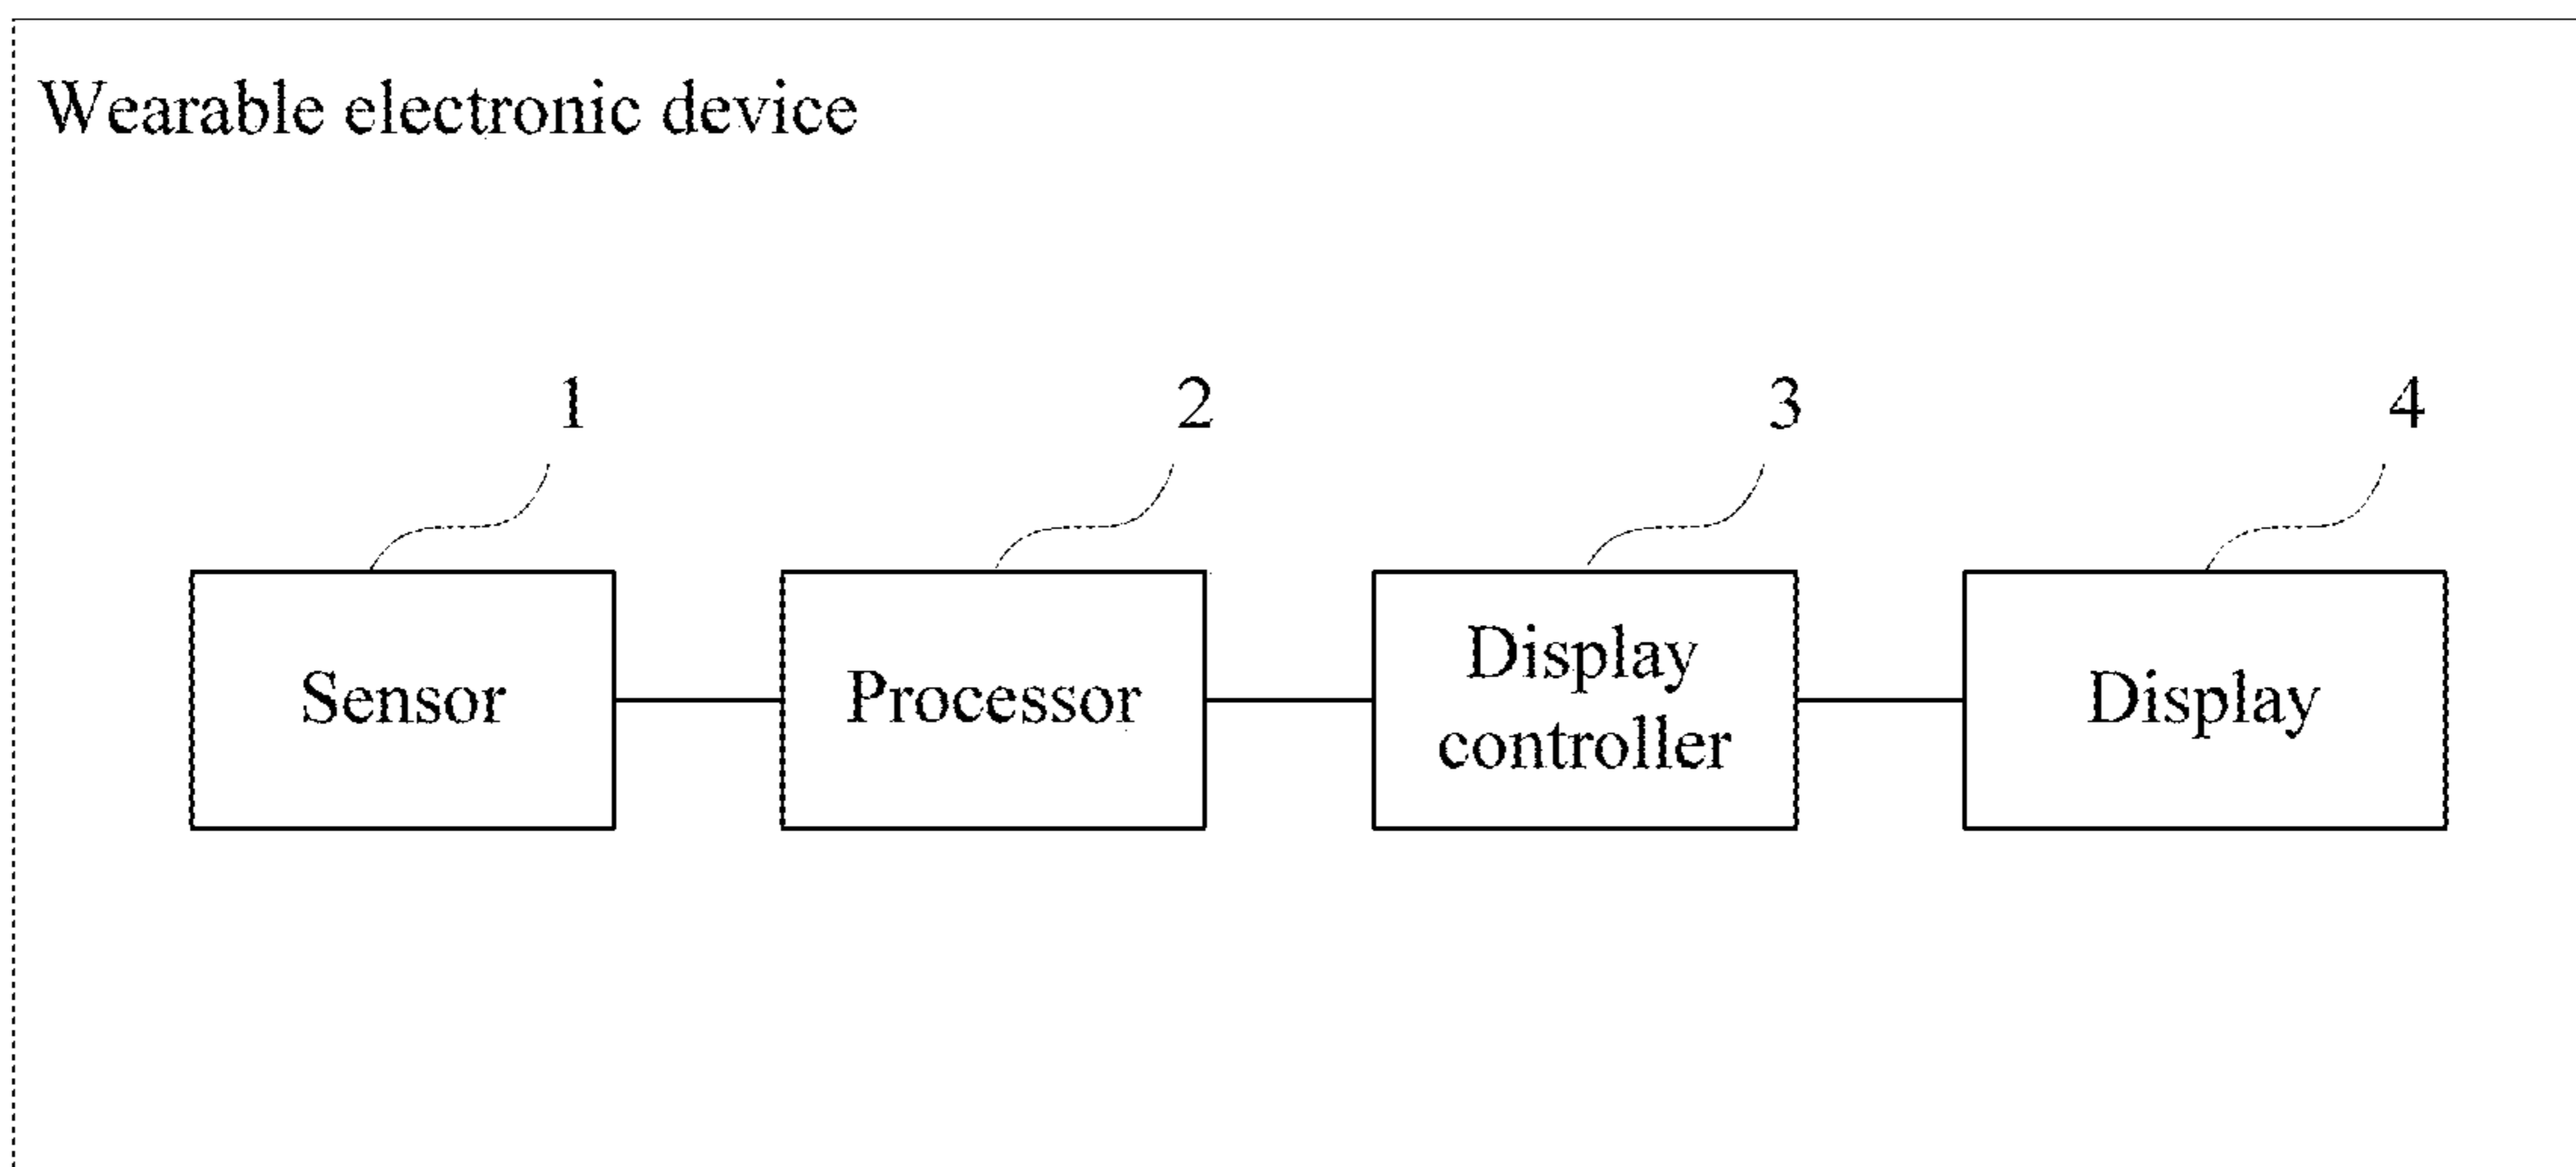 Wearable electronic device
1
2
3
4
Sensor
Processor
Display
controller
Display